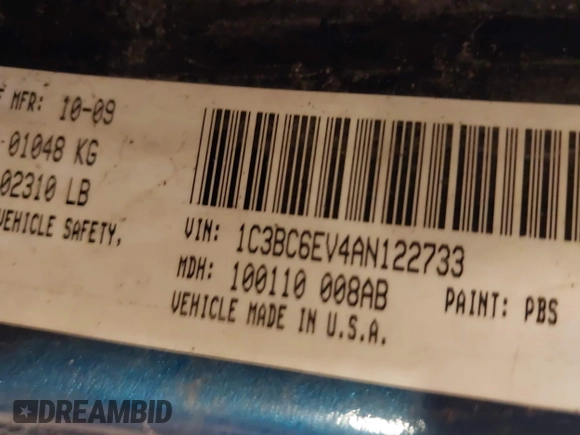 MFR: 10-09
01048 KG
02310 LB
VEHICLE SAFETY,
VIN: 1C3BC6EV4AN122733
MDH: 100110 008AB
PAINT: PBS
VEHICLE MADE IN U.S.A.
DREAMBID